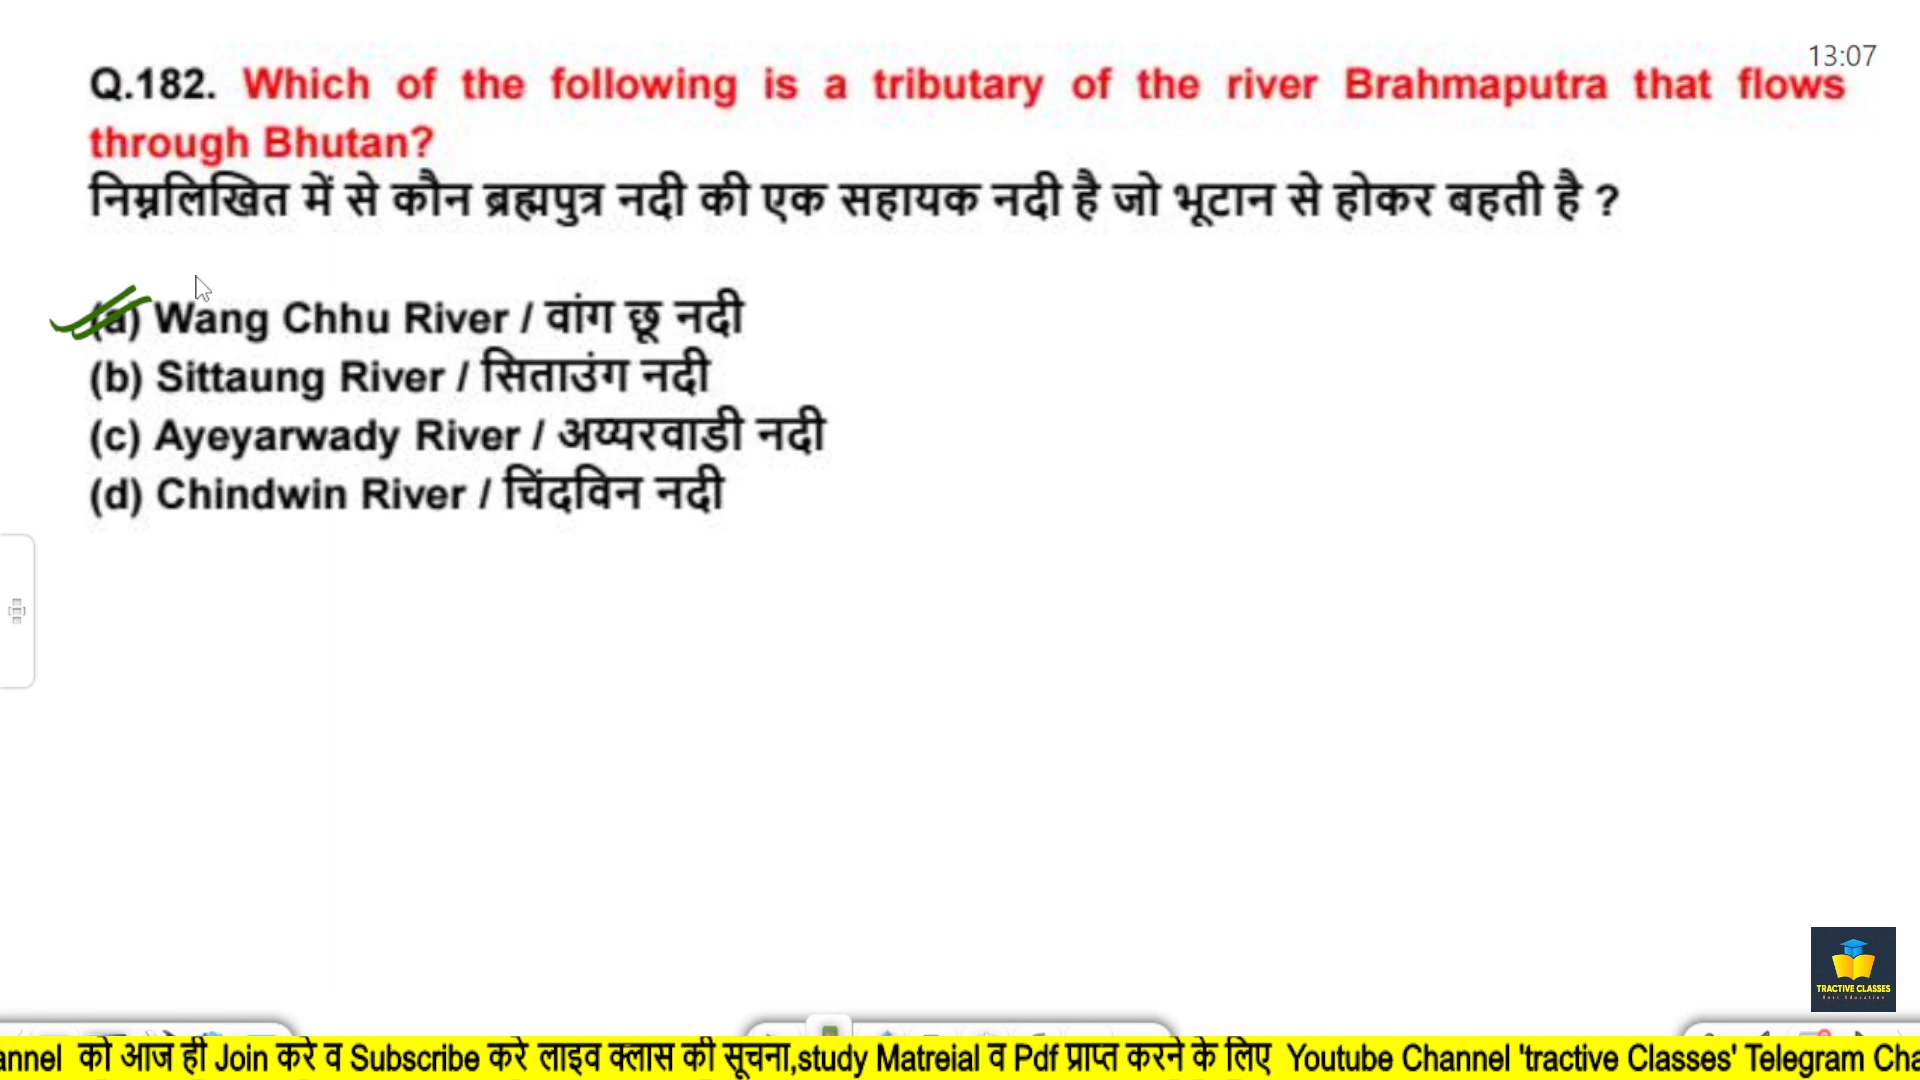 13:07
Q.182. Which of the following is a tributary of the river Brahmaputra that flows
through Bhutan?
निम्नलिखित में से कौन ब्रह्मपुत्र नदी की एक सहायक नदी है जो भूटान से होकर बहती है ?
(a) Wang Chhu River / वांग छू नदी
(b) Sittaung River / सिताउंग नदी
(c) Ayeyarwady River / अय्यरवाडी नदी
(d) Chindwin River / चिंदविन नदी
TRACTIVE CLASSES
Best Education
annel को आज ही Join करे व Subscribe करे लाइव क्लास की सूचना,study Matreial व Pdf प्राप्त करने के लिए Youtube Channel 'tractive Classes' Telegram Cha